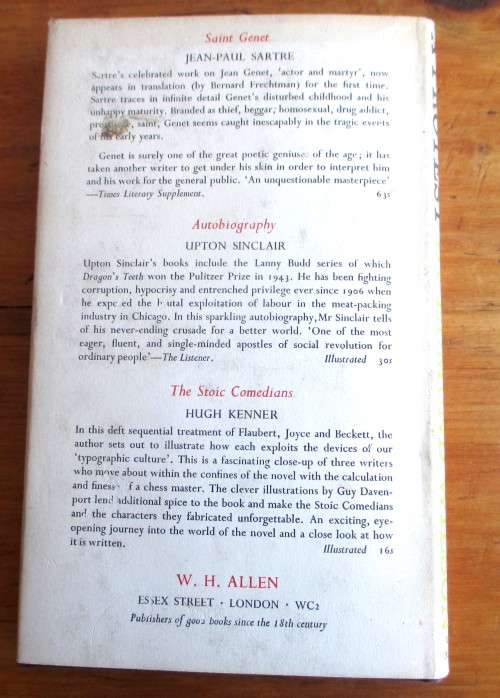 Saint Genet
JEAN-PAUL SARTRE
Sartre's celebrated work on Jean Genet, 'actor and martyr', now
appears in translation (by Bernard Frechtman) for the first time.
Sartre traces in infinite detail Genet's disturbed childhood and his
unhappy maturity. Branded as thief, beggar, homosexual, drug addict,
saint, Genet seems caught inescapably in the tragic events
of his early years.
Genet is surely one of the great poetic geniuses of the age; it has
taken another writer to get under his skin in order to interpret him
and his work for the general public. 'An unquestionable masterpiece'
—Times Literary Supplement. 63s
Autobiography
UPTON SINCLAIR
Upton Sinclair's books include the Lanny Budd series of which
Dragon's Teeth won the Pulitzer Prize in 1943. He has been fighting
corruption, hypocrisy and entrenched privilege ever since 1906 when
he exposed the brutal exploitation of labour in the meat-packing
industry in Chicago. In this sparkling autobiography, Mr Sinclair tells
of his never-ending crusade for a better world. 'One of the most
eager, fluent, and single-minded apostles of social revolution for
ordinary people'—The Listener. Illustrated 30s
The Stoic Comedians
HUGH KENNER
In this deft sequential treatment of Flaubert, Joyce and Beckett, the
author sets out to illustrate how each exploits the devices of our
'typographic culture'. This is a fascinating close-up of three writers
who move about within the confines of the novel with the calculation
and finesse of a chess master. The clever illustrations by Guy Daven-
port lend additional spice to the book and make the Stoic Comedians
and the characters they fabricated unforgettable. An exciting, eye-
opening journey into the world of the novel and a close look at how
it is written. Illustrated 16s
W. H. ALLEN
ESSEX STREET · LONDON · WC2
Publishers of good books since the 18th century